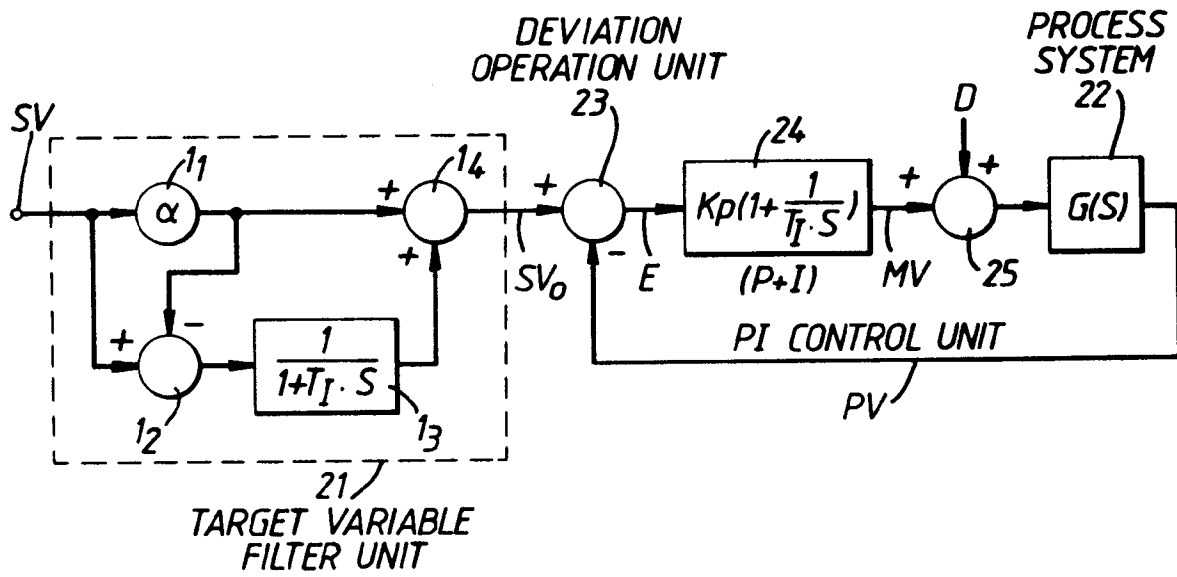 DEVIATION
OPERATION UNIT
23
PROCESS
SYSTEM
22
SV
1₁
α
1₄
24
D
+ + + + +
Kp(1+ 1/(T_I · S))
G(S)
+ - SV₀ - E (P+I) MV 25
+ 1/(1+T_I · S)
PI CONTROL UNIT
1₂ 1₃ PV
21
TARGET VARIABLE
FILTER UNIT